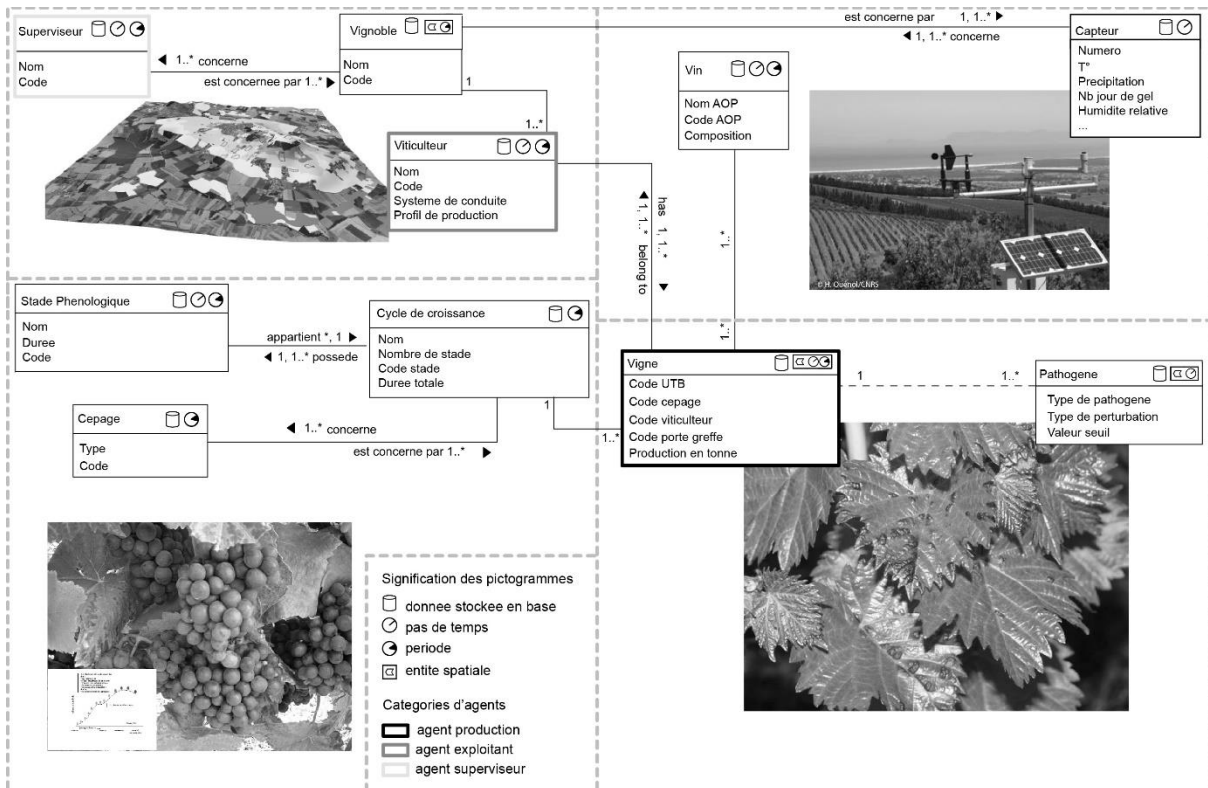 Superviseur
Nom
Code
1..* concerne
est concernee par 1..*
Vignoble
Nom
Code
1
1..*
Viticulteur
Nom
Code
Systeme de conduite
Profil de production
est concerne par 1, 1..*
1, 1..* concerne
Capteur
Numero
T°
Precipitation
Nb jour de gel
Humidite relative
...
Vin
Nom AOP
Code AOP
Composition
has 1, 1..*
1, 1..* belong to
1..*
1..*
© H. Quénol/CNRS
Stade Phenologique
Nom
Duree
Code
appartient *, 1
1, 1..* possede
Cycle de croissance
Nom
Nombre de stade
Code stade
Duree totale
Cepage
Type
Code
1..* concerne
est concerne par 1..*
1
1..*
Vigne
Code UTB
Code cepage
Code viticulteur
Code porte greffe
Production en tonne
1
1..*
Pathogene
Type de pathogene
Type de perturbation
Valeur seuil
Signification des pictogrammes
donnee stockee en base
pas de temps
periode
entite spatiale
Categories d'agents
agent production
agent exploitant
agent superviseur